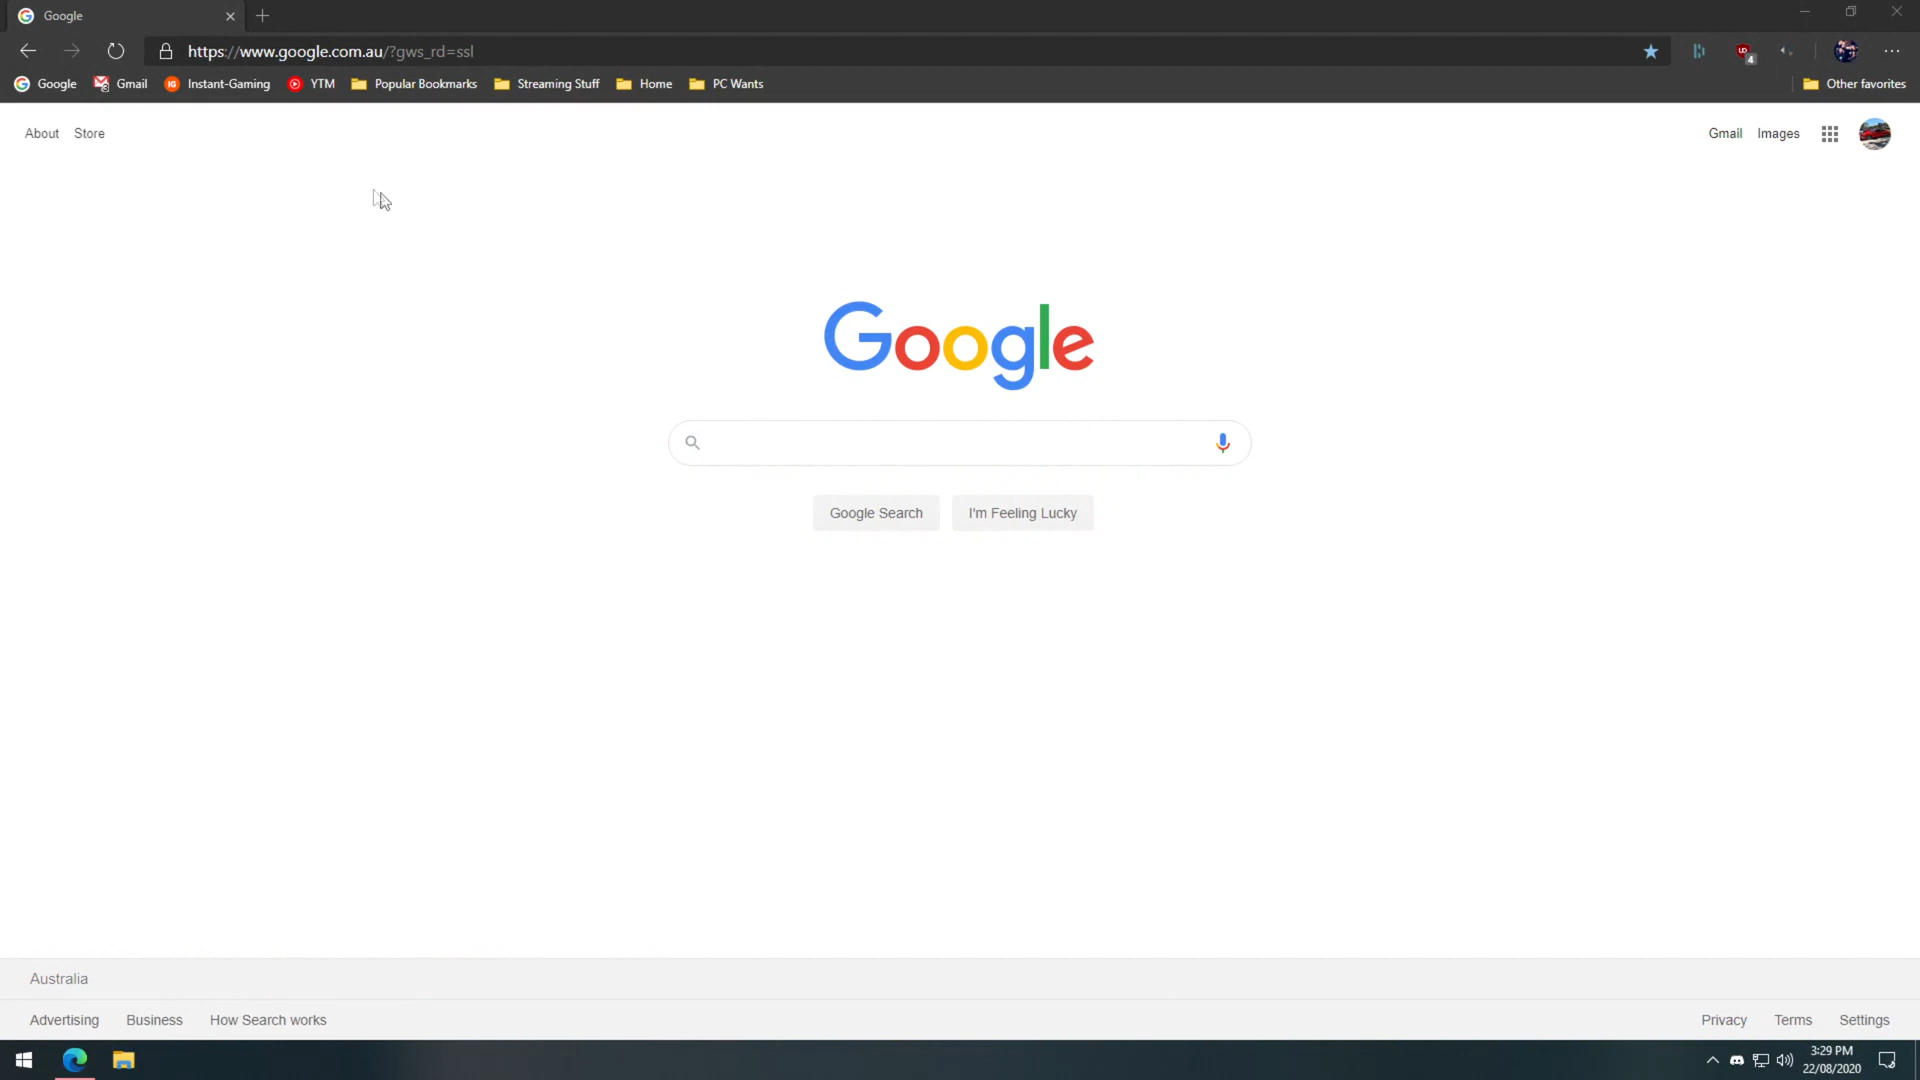 Google
https://www.google.com.au/?gws_rd=ssl
4
Google Gmail Instant-Gaming YTM Popular Bookmarks Streaming Stuff Home PC Wants Other favorites
About Store Gmail Images
Google
Google Search I'm Feeling Lucky
Australia
Advertising Business How Search works Privacy Terms Settings
3:29 PM
22/08/2020